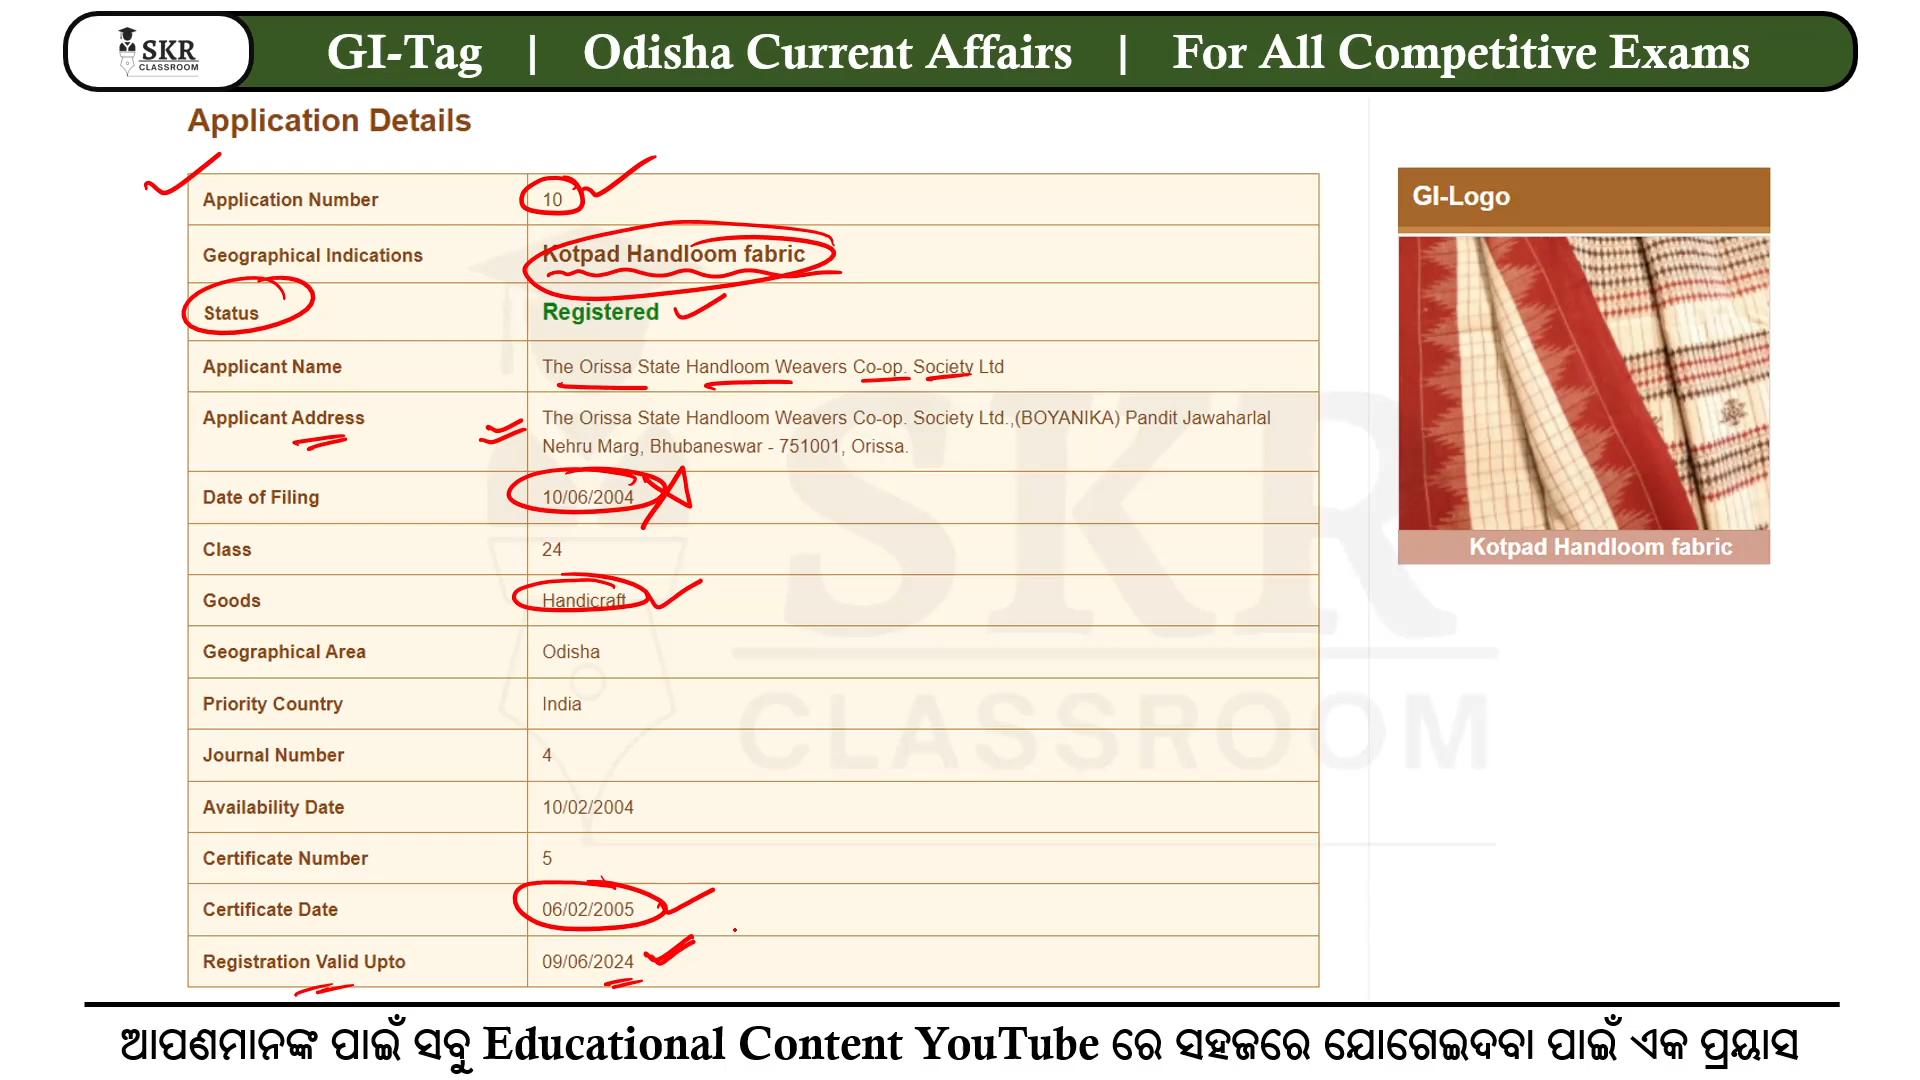 SKR
CLASSROOM
GI-Tag | Odisha Current Affairs | For All Competitive Exams
Application Details
Application Number 10
Geographical Indications Kotpad Handloom fabric
Status Registered
Applicant Name The Orissa State Handloom Weavers Co-op. Society Ltd
Applicant Address The Orissa State Handloom Weavers Co-op. Society Ltd.,(BOYANIKA) Pandit Jawaharlal
Nehru Marg, Bhubaneswar - 751001, Orissa.
Date of Filing 10/06/2004
Class 24
Goods Handicraft
Geographical Area Odisha
Priority Country India
Journal Number 4
Availability Date 10/02/2004
Certificate Number 5
Certificate Date 06/02/2005
Registration Valid Upto 09/06/2024
GI-Logo
Kotpad Handloom fabric
SKR
CLASSROOM
ଆପଣମାନଙ୍କ ପାଇଁ ସବୁ Educational Content YouTube ରେ ସହଜରେ ଯୋଗେଇଦବା ପାଇଁ ଏକ ପ୍ରୟାସ